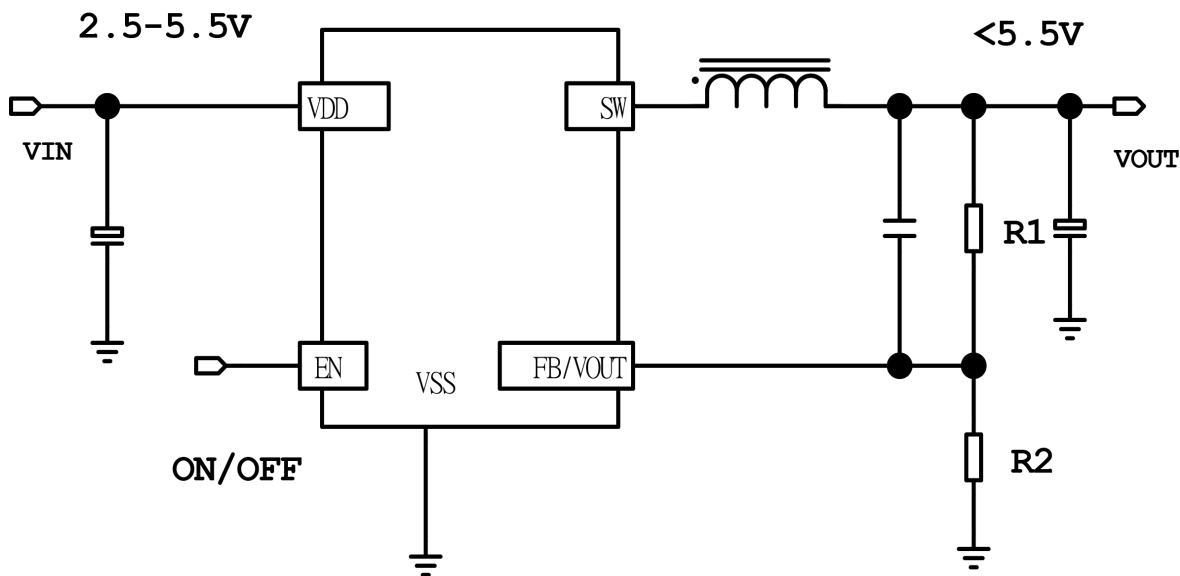 2.5-5.5V
<5.5V
VDD
SW
VIN
VOUT
R1
EN
VSS
FB/VOUT
ON/OFF
R2